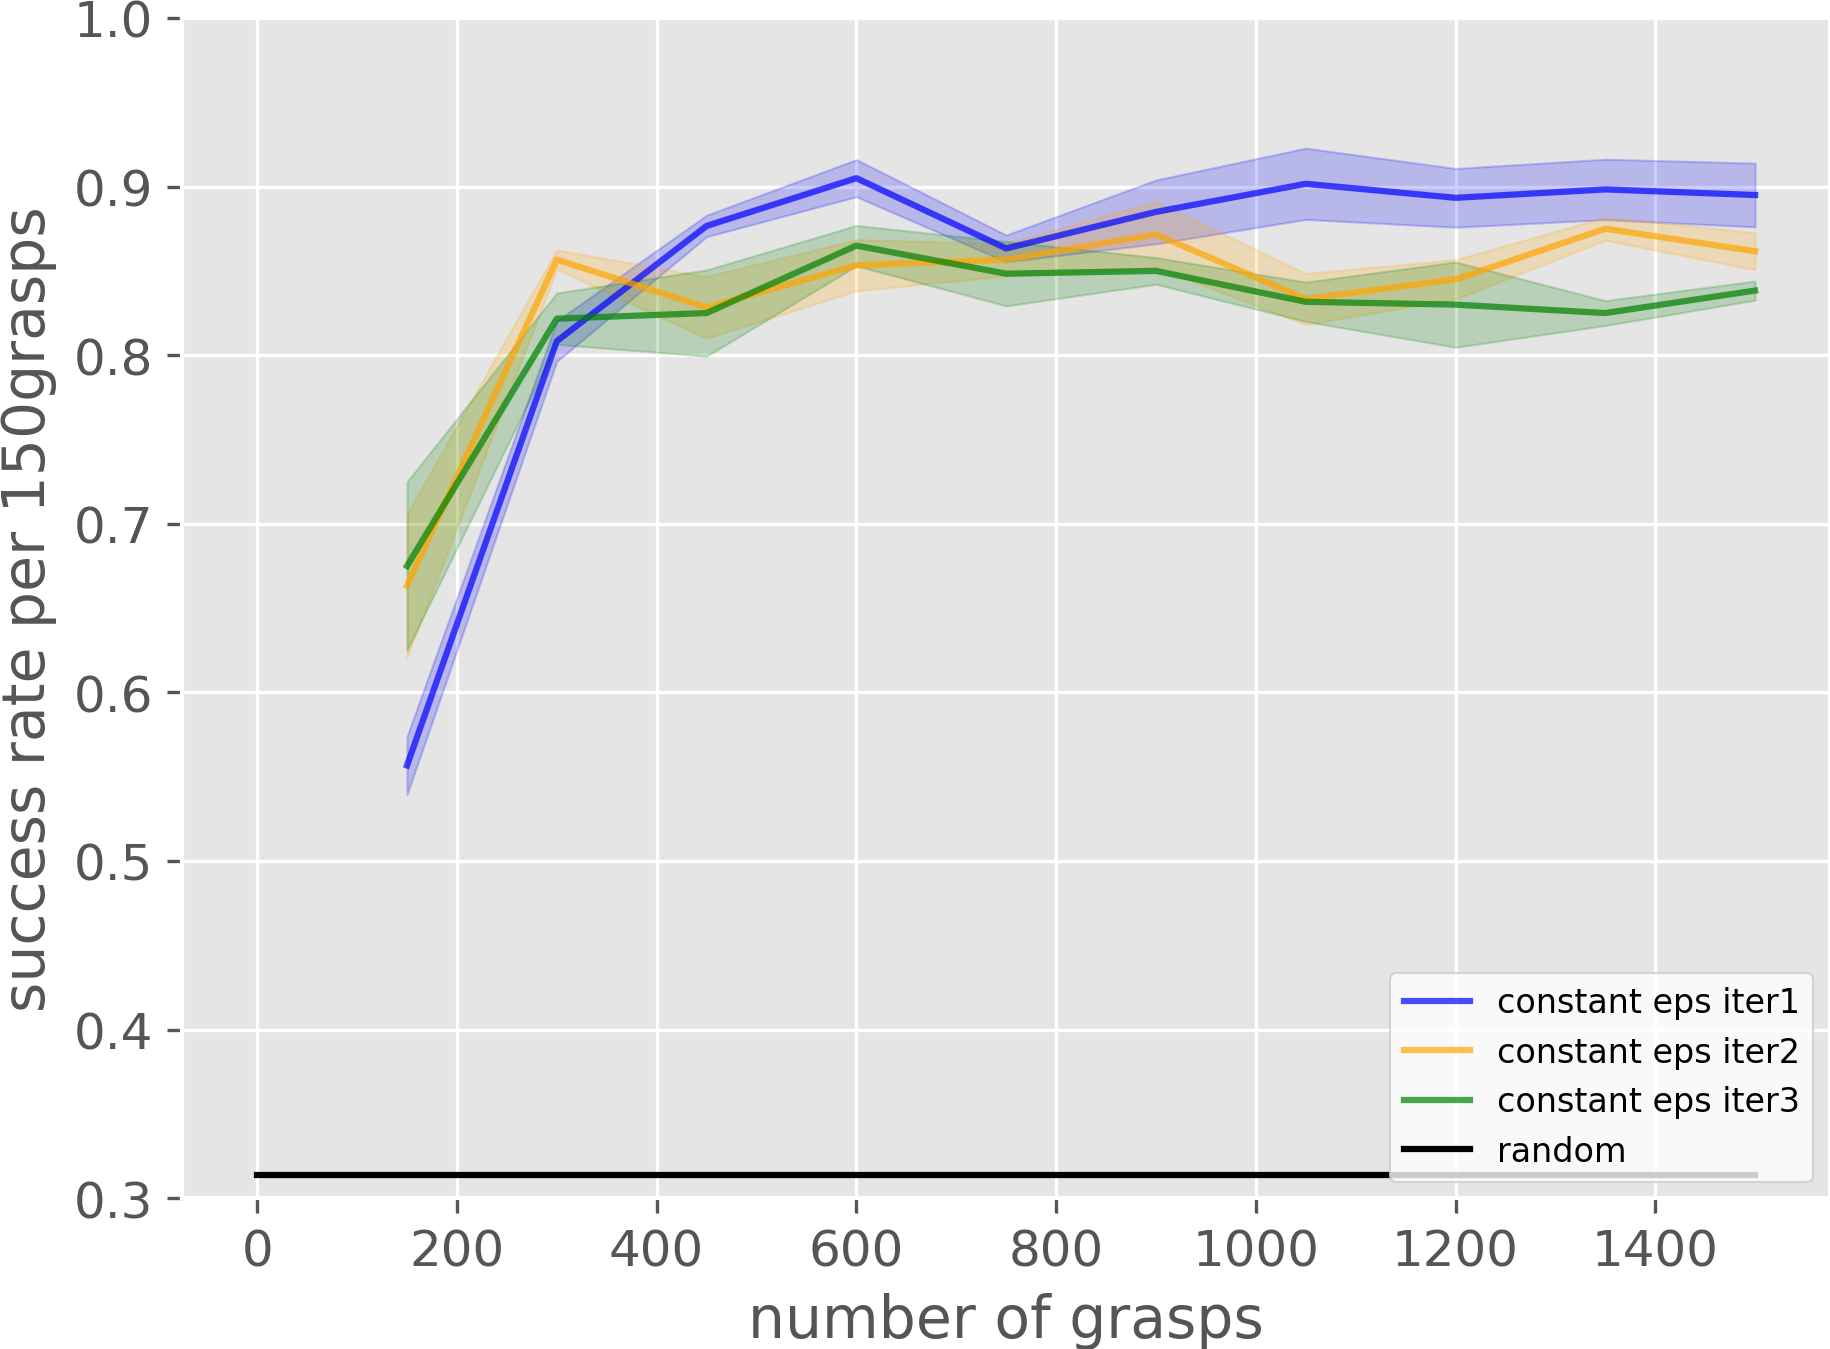 success rate per 150grasps
1.0
0.9
0.8
0.7
0.6
0.5
0.4
0.3
0
200
400
600
800
1000
1200
1400
number of grasps
constant eps iter1
constant eps iter2
constant eps iter3
random